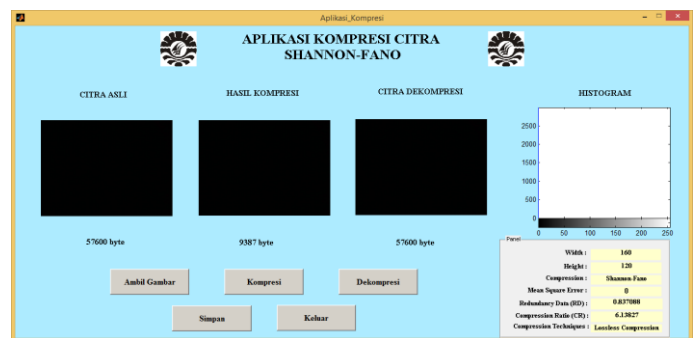 Aplikasi_Kompresi
APLIKASI KOMPRESI CITRA
SHANNON-FANO
CITRA ASLI
HASIL KOMPRESI
CITRA DEKOMPRESI
HISTOGRAM
2500
2000
1500
1000
500
0
0 50 100 150 200 250
57600 byte
9387 byte
57600 byte
Ambil Gambar
Kompresi
Dekompresi
Simpan
Keluar
Panel
Width : 160
Height : 120
Compression : Shannon-Fano
Mean Square Error : 0
Redundancy Data (RD) : 0.837088
Compression Ratio (CR) : 6.13827
Compression Techniques : Lossless Compression